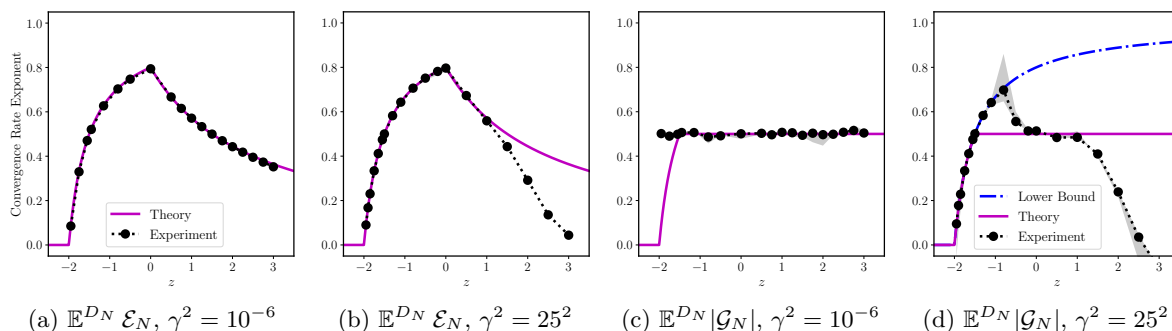 Convergence Rate Exponent
1.0
0.8
0.6
0.4
0.2
0.0
−2 −1 0 1 2 3
z
Theory
Experiment
(a) 𝔼^{D_N} ℰ_N, γ² = 10⁻⁶
1.0
0.8
0.6
0.4
0.2
0.0
−2 −1 0 1 2 3
z
(b) 𝔼^{D_N} ℰ_N, γ² = 25²
1.0
0.8
0.6
0.4
0.2
0.0
−2 −1 0 1 2 3
z
(c) 𝔼^{D_N}|𝒢_N|, γ² = 10⁻⁶
1.0
0.8
0.6
0.4
0.2
0.0
−2 −1 0 1 2 3
z
Lower Bound
Theory
Experiment
(d) 𝔼^{D_N}|𝒢_N|, γ² = 25²